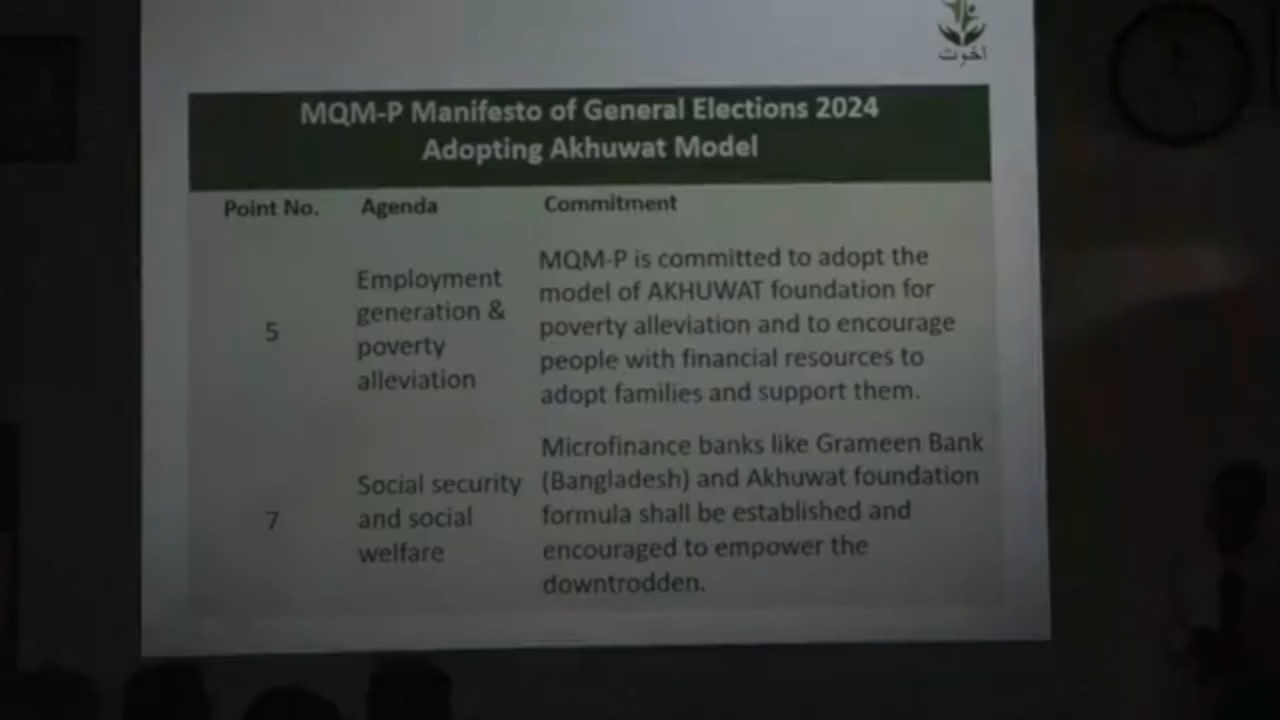 اخوت
MQM-P Manifesto of General Elections 2024
Adopting Akhuwat Model
Point No. Agenda Commitment
5
Employment
generation &
poverty
alleviation
MQM-P is committed to adopt the
model of AKHUWAT foundation for
poverty alleviation and to encourage
people with financial resources to
adopt families and support them.
7
Social security
and social
welfare
Microfinance banks like Grameen Bank
(Bangladesh) and Akhuwat foundation
formula shall be established and
encouraged to empower the
downtrodden.